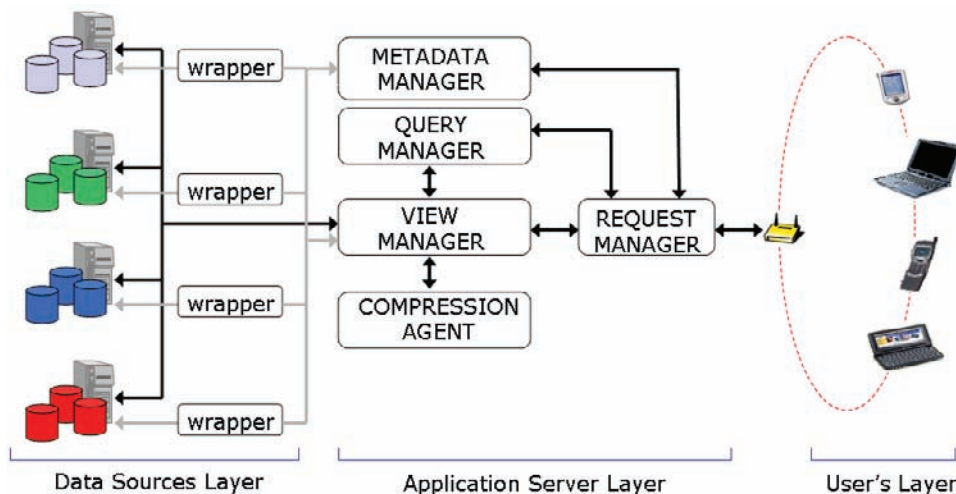 wrapper
wrapper
wrapper
wrapper
METADATA
MANAGER
QUERY
MANAGER
VIEW
MANAGER
COMPRESSION
AGENT
REQUEST
MANAGER
Data Sources Layer
Application Server Layer
User's Layer